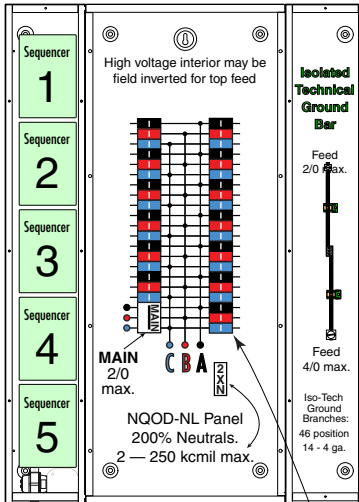 Sequencer
1
Sequencer
2
Sequencer
3
Sequencer
4
Sequencer
5
High voltage interior may be
field inverted for top feed
MAIN
MAIN
2/0
max.
C B A
2XN
NQOD-NL Panel
200% Neutrals.
2 — 250 kcmil max.
Isolated
Technical
Ground
Bar
Feed
2/0 max.
Feed
4/0 max.
Iso-Tech
Ground
Branches:
46 position
14 - 4 ga.